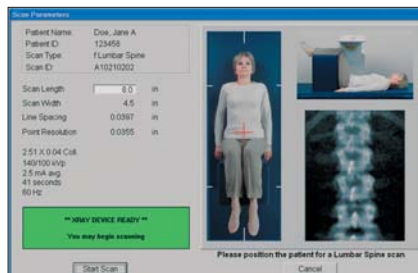 Scan Parameters
Patient Name: Doe, Jane A
Patient ID: 123456
Scan Type: f.Lumbar Spine
Scan ID: A10210202
Scan Length 8.0 in
Scan Width 4.5 in
Line Spacing 0.0397 in
Point Resolution 0.0355 in
2.51 X 0.04 Coll.
140/100 kVp
2.5 mA avg.
41 seconds
60 Hz
** XRAY DEVICE READY **
You may begin scanning
Please position the patient for a Lumbar Spine scan
Start Scan
Cancel